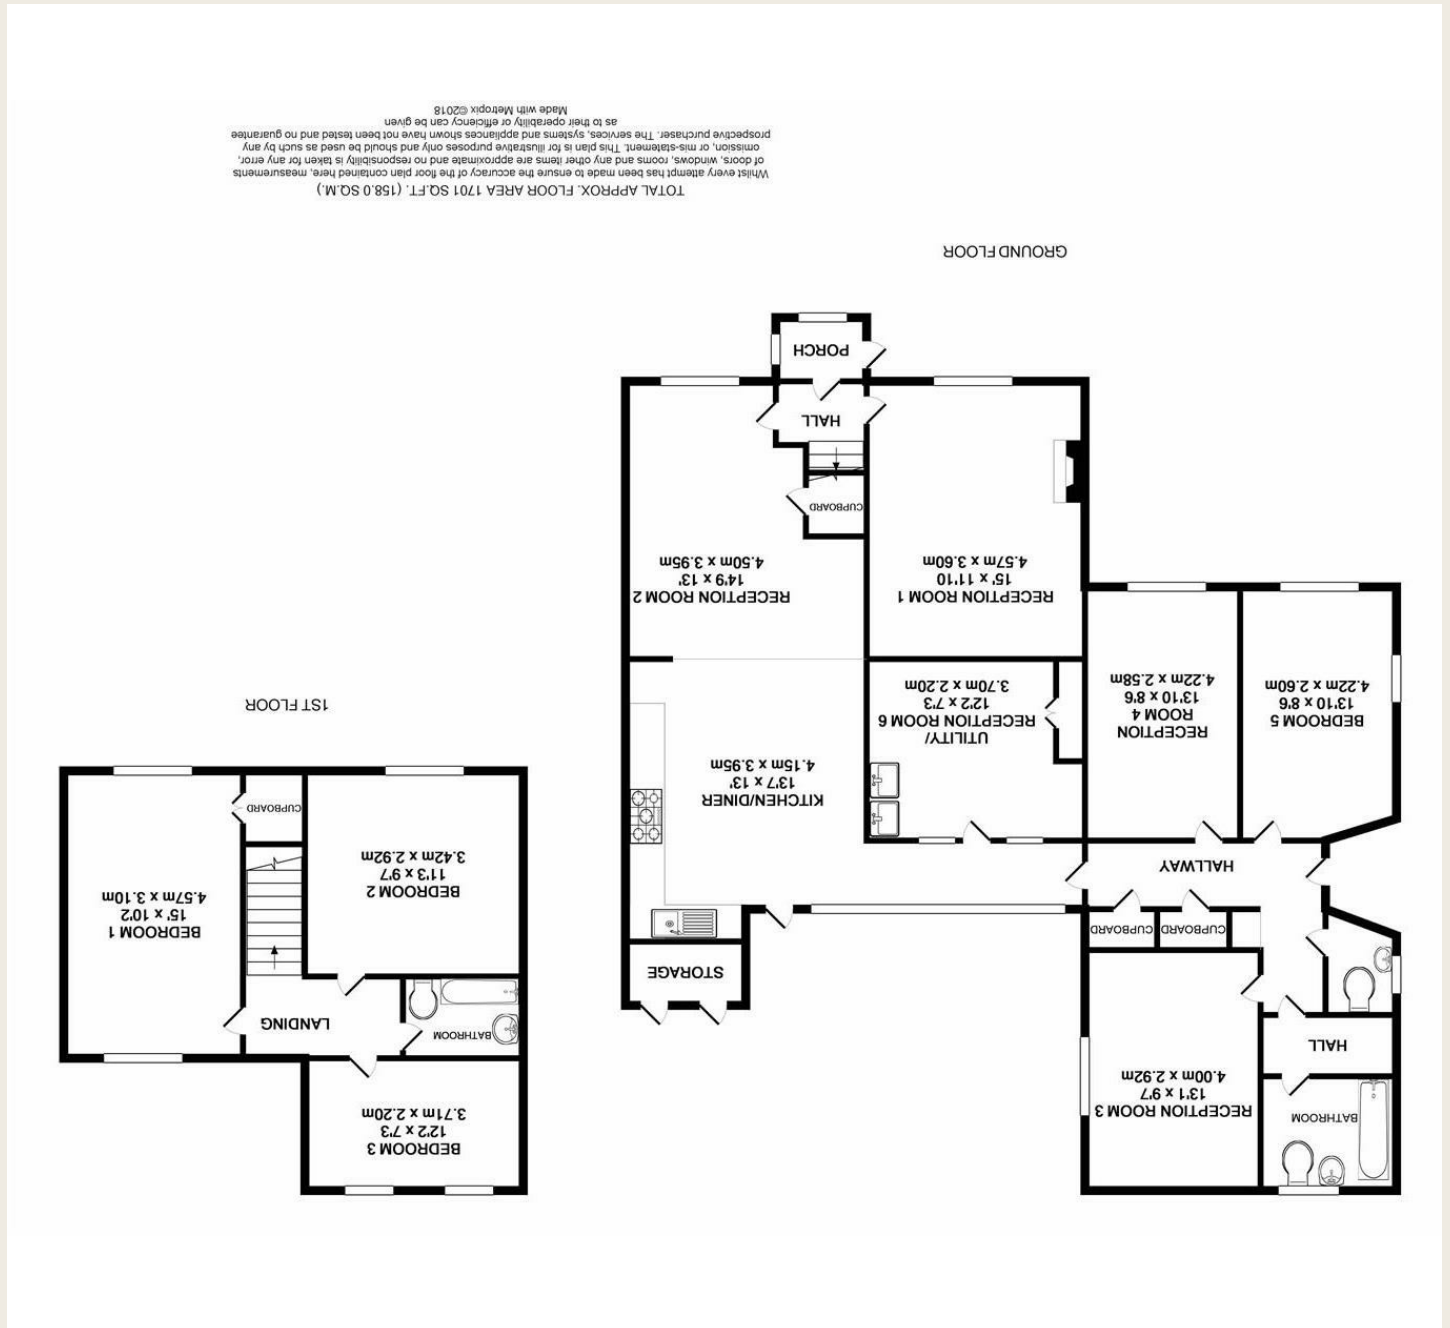 BATHROOM
RECEPTION ROOM 3
13'1 x 9'7
4.00m x 2.92m
HALL
STORAGE
CUPBOARD
CUPBOARD
HALLWAY
KITCHEN/DINER
13'7 x 13'
4.15m x 3.95m
BEDROOM 5
13'10 x 8'6
4.22m x 2.60m
RECEPTION
ROOM 4
13'10 x 8'6
4.22m x 2.58m
UTILITY/
RECEPTION ROOM 6
12'2 x 7'3
3.70m x 2.20m
RECEPTION ROOM 1
15' x 11'10
4.57m x 3.60m
RECEPTION ROOM 2
14'9 x 13'
4.50m x 3.95m
CUPBOARD
HALL
PORCH
GROUND FLOOR
BEDROOM 3
12'2 x 7'3
3.71m x 2.20m
BATHROOM
LANDING
BEDROOM 2
11'3 x 9'7
3.42m x 2.92m
BEDROOM 1
15' x 10'2
4.57m x 3.10m
CUPBOARD
1ST FLOOR
TOTAL APPROX. FLOOR AREA 1701 SQ.FT. (158.0 SQ.M.)
Whilst every attempt has been made to ensure the accuracy of the floor plan contained here, measurements
of doors, windows, rooms and any other items are approximate and no responsibility is taken for any error,
omission, or mis-statement. This plan is for illustrative purposes only and should be used as such by any
prospective purchaser. The services, systems and appliances shown have not been tested and no guarantee
as to their operability or efficiency can be given
Made with Metropix ©2018